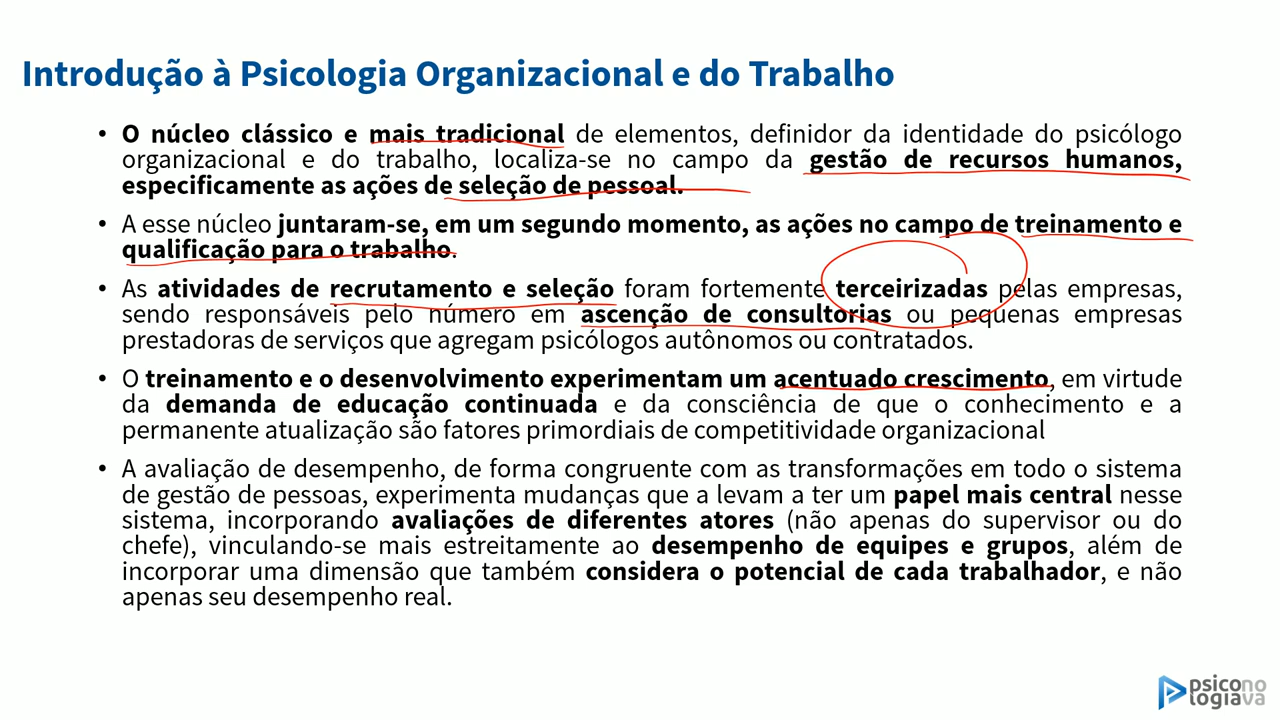 Introdução à Psicologia Organizacional e do Trabalho
• O núcleo clássico e mais tradicional de elementos, definidor da identidade do psicólogo
organizacional e do trabalho, localiza-se no campo da gestão de recursos humanos,
especificamente as ações de seleção de pessoal.
• A esse núcleo juntaram-se, em um segundo momento, as ações no campo de treinamento e
qualificação para o trabalho.
• As atividades de recrutamento e seleção foram fortemente terceirizadas pelas empresas,
sendo responsáveis pelo número em ascenção de consultorias ou pequenas empresas
prestadoras de serviços que agregam psicólogos autônomos ou contratados.
• O treinamento e o desenvolvimento experimentam um acentuado crescimento, em virtude
da demanda de educação continuada e da consciência de que o conhecimento e a
permanente atualização são fatores primordiais de competitividade organizacional
• A avaliação de desempenho, de forma congruente com as transformações em todo o sistema
de gestão de pessoas, experimenta mudanças que a levam a ter um papel mais central nesse
sistema, incorporando avaliações de diferentes atores (não apenas do supervisor ou do
chefe), vinculando-se mais estreitamente ao desempenho de equipes e grupos, além de
incorporar uma dimensão que também considera o potencial de cada trabalhador, e não
apenas seu desempenho real.
psicono
logiava